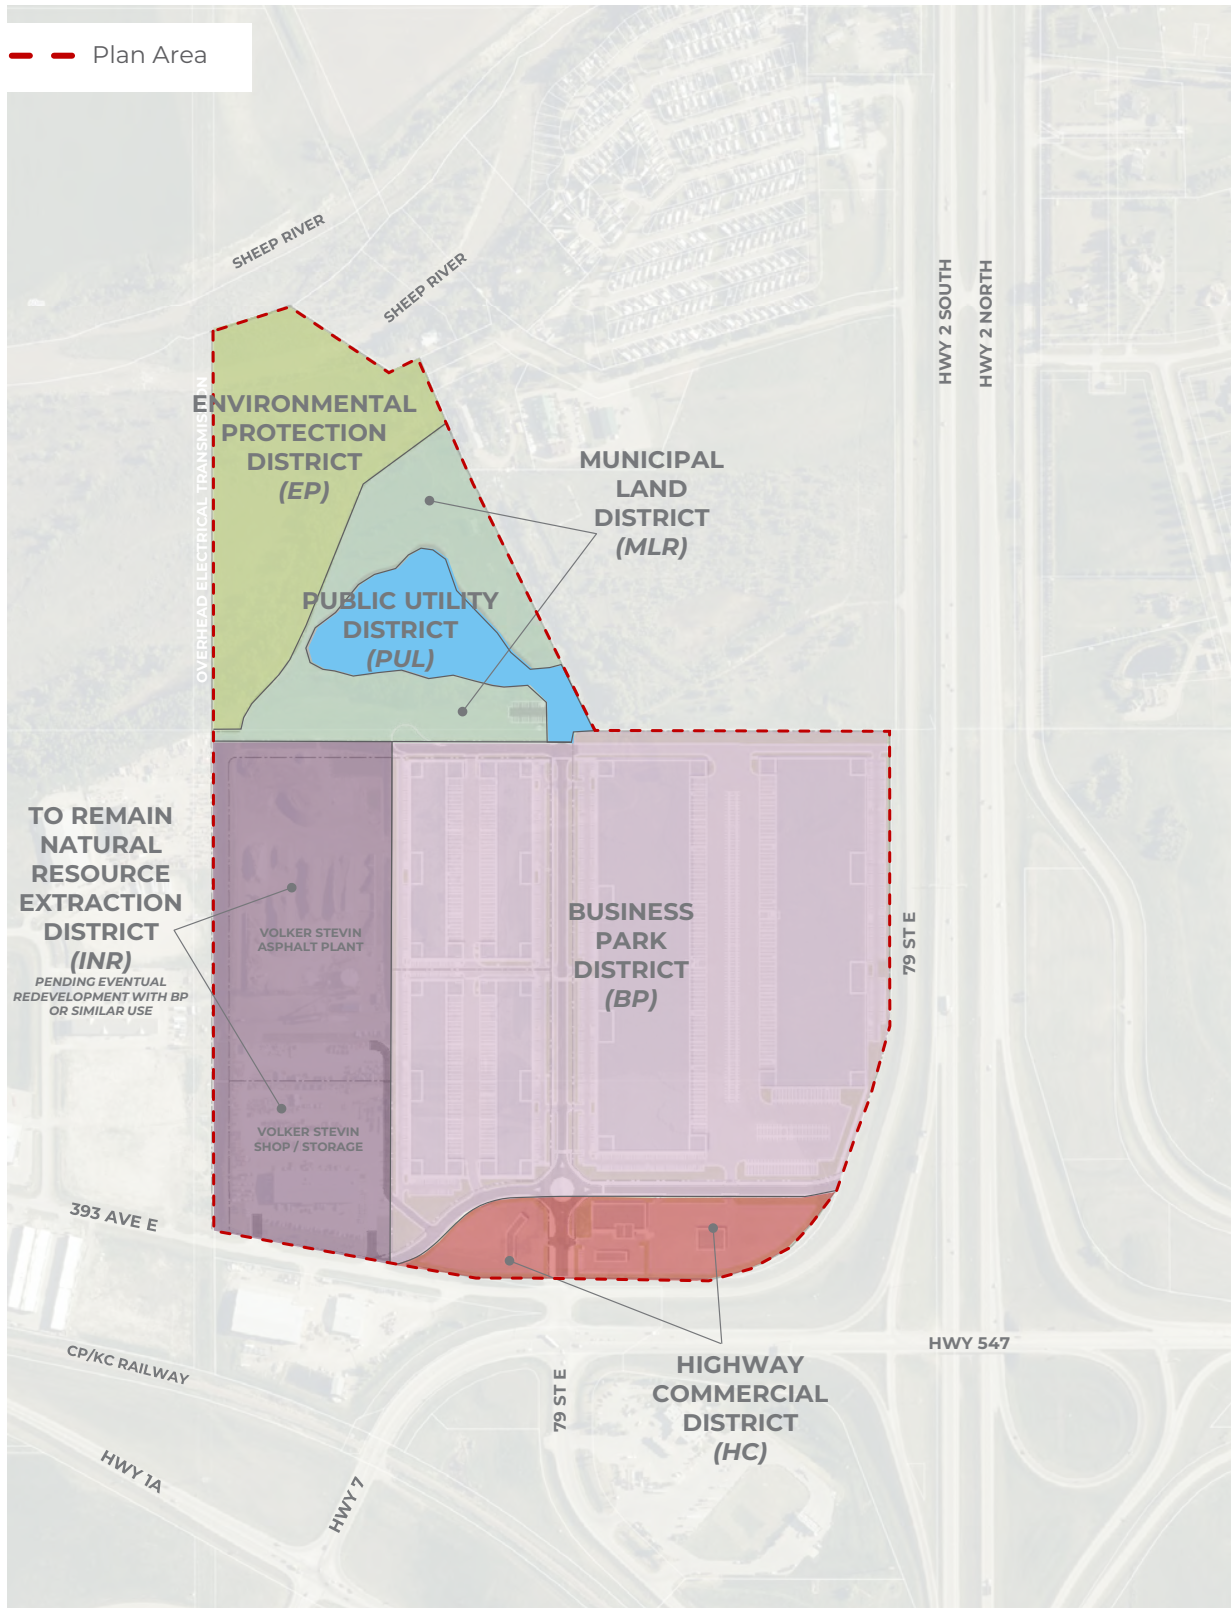 Plan Area
SHEEP RIVER
SHEEP RIVER
HWY 2 SOUTH
HWY 2 NORTH
OVERHEAD ELECTRICAL TRANSMISSION
ENVIRONMENTAL
PROTECTION
DISTRICT
(EP)
MUNICIPAL
LAND
DISTRICT
(MLR)
PUBLIC UTILITY
DISTRICT
(PUL)
TO REMAIN
NATURAL
RESOURCE
EXTRACTION
DISTRICT
(INR)
PENDING EVENTUAL
REDEVELOPMENT WITH BP
OR SIMILAR USE
VOLKER STEVIN
ASPHALT PLANT
BUSINESS
PARK
DISTRICT
(BP)
79 ST E
VOLKER STEVIN
SHOP / STORAGE
393 AVE E
HWY 547
CP/KC RAILWAY
HIGHWAY
COMMERCIAL
DISTRICT
(HC)
79 ST E
HWY 1A
HWY 7